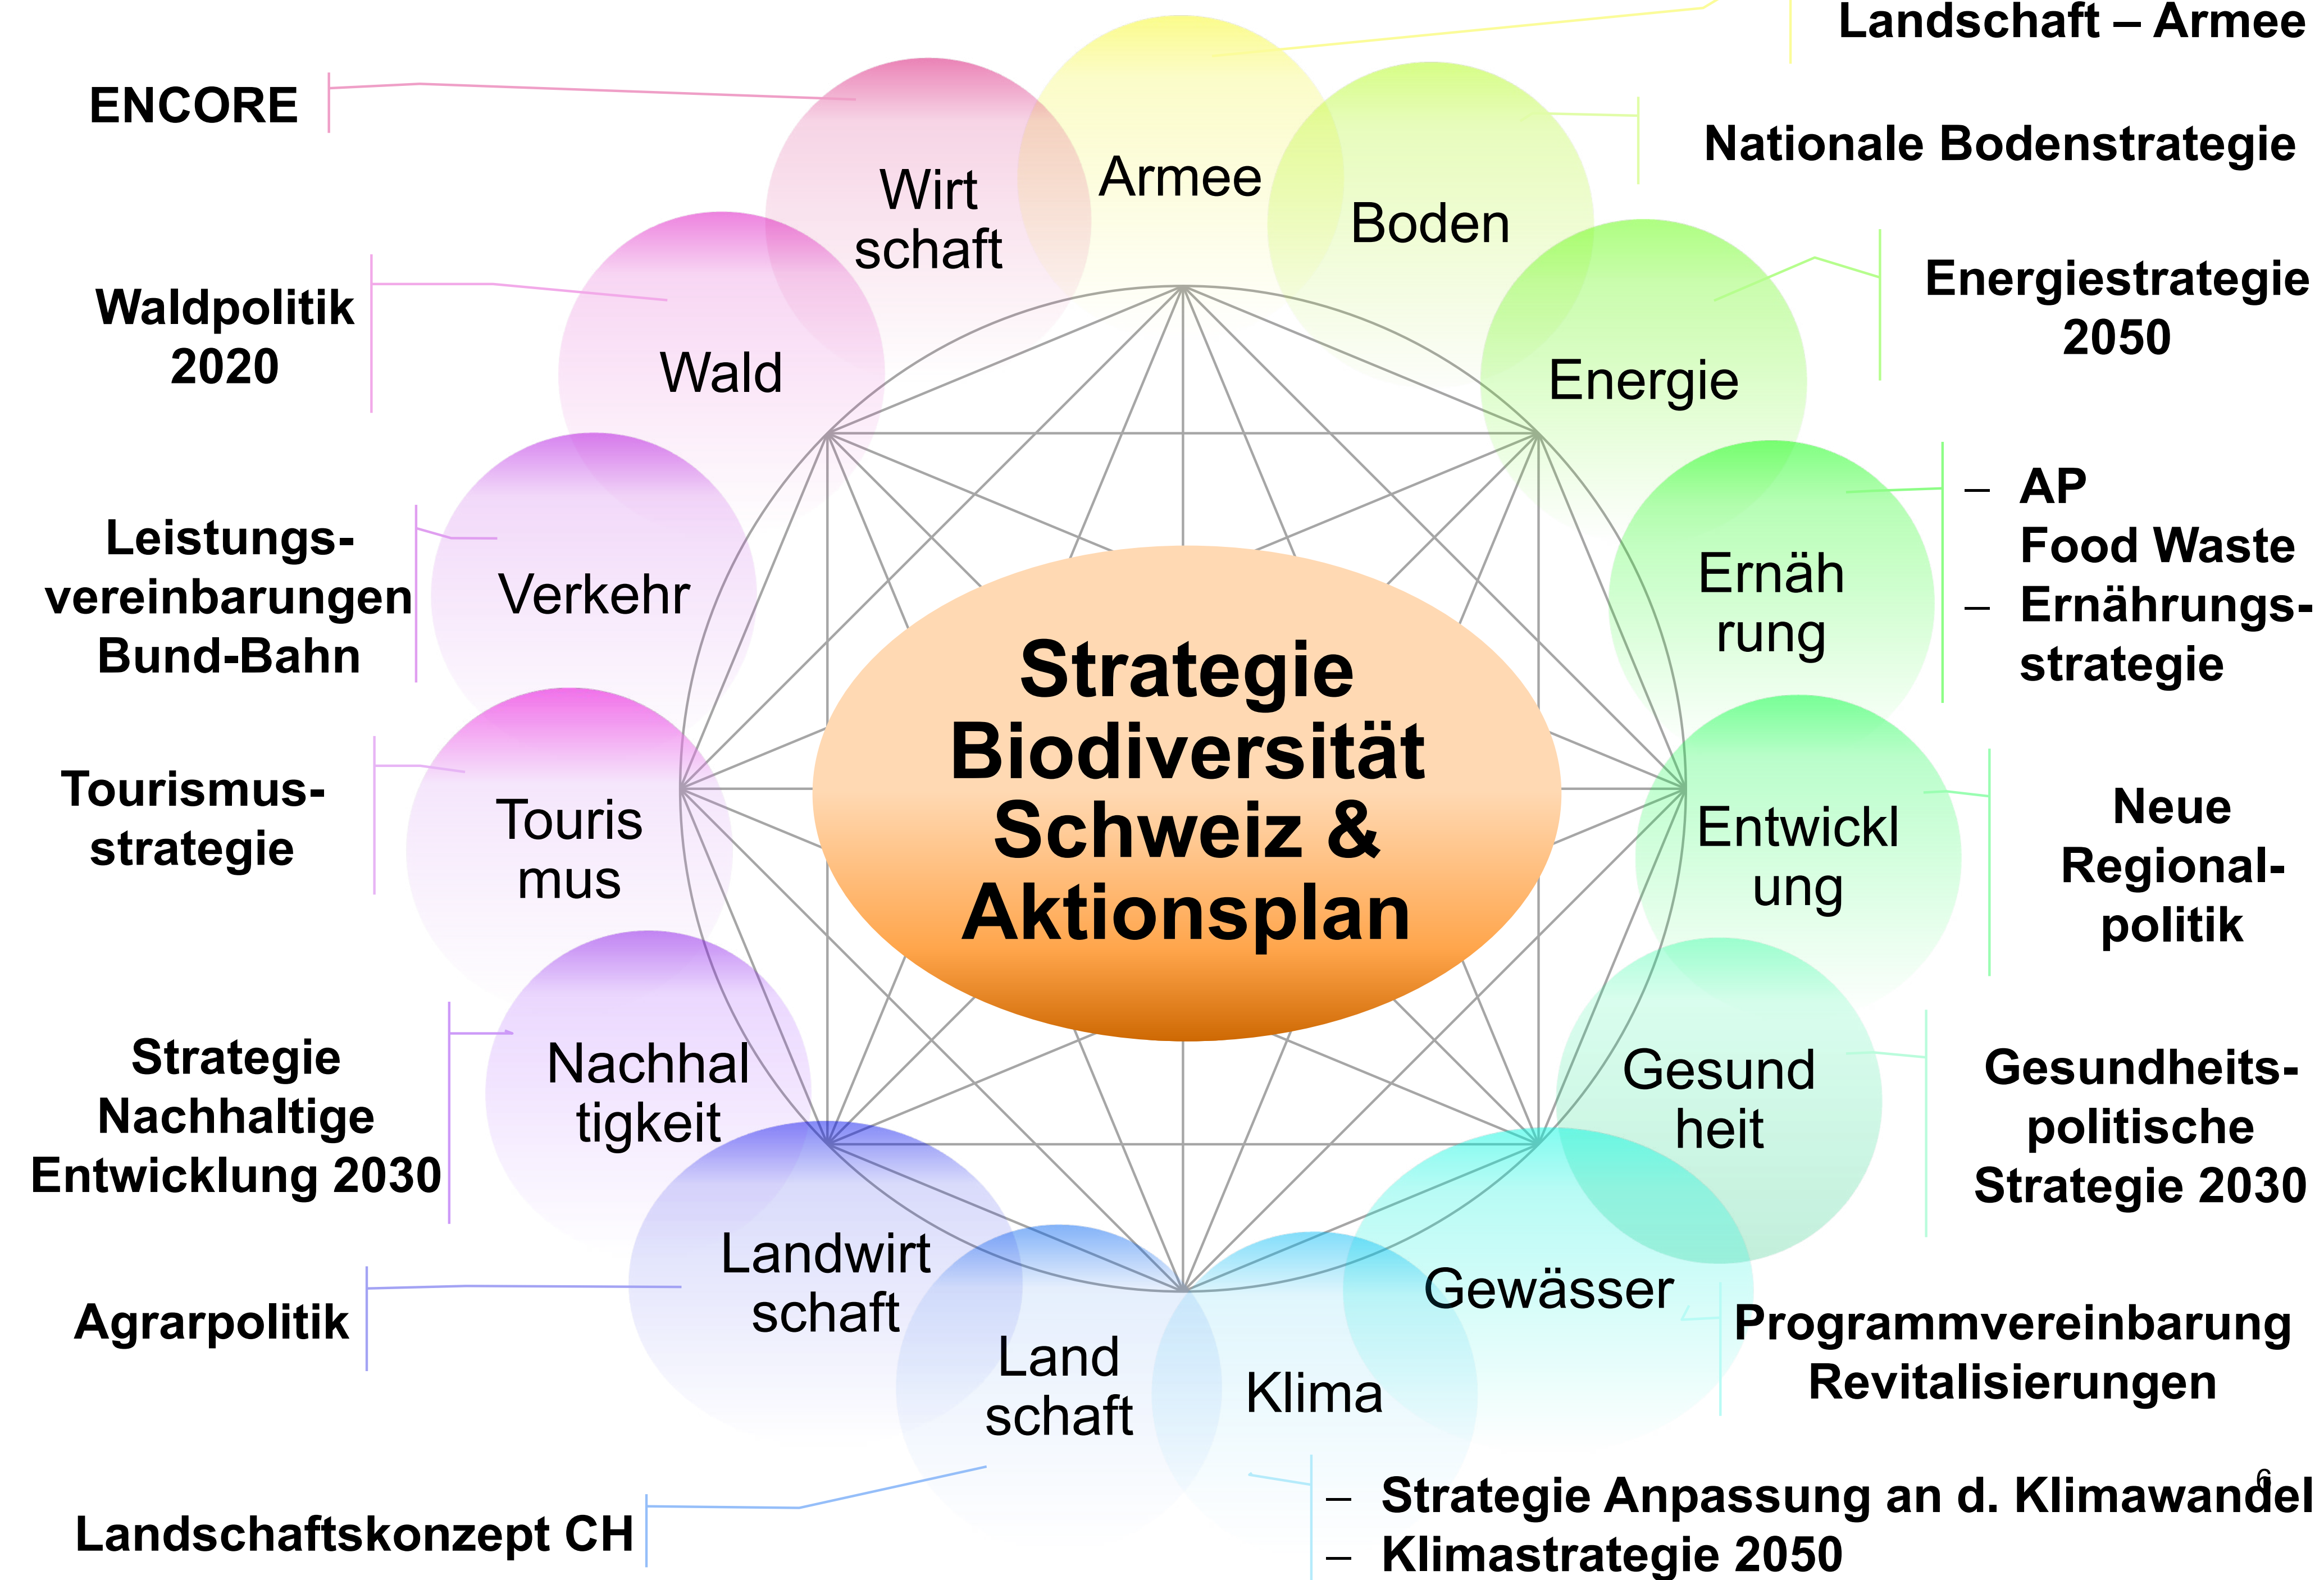 Landschaft – Armee
ENCORE
Nationale Bodenstrategie
Armee
Wirt
schaft
Boden
Energiestrategie
2050
Waldpolitik
2020
Wald
Energie
– AP
Food Waste
– Ernährungs-
strategie
Leistungs-
vereinbarungen
Bund-Bahn
Verkehr
Ernäh
rung
Strategie
Biodiversität
Schweiz &
Aktionsplan
Tourismus-
strategie
Touris
mus
Entwickl
ung
Neue
Regional-
politik
Strategie
Nachhaltige
Entwicklung 2030
Nachhal
tigkeit
Gesund
heit
Gesundheits-
politische
Strategie 2030
Agrarpolitik
Landwirt
schaft
Gewässer
Programmvereinbarung
Revitalisierungen
Land
schaft
Klima
Landschaftskonzept CH
– Strategie Anpassung an d. Klimawandel
– Klimastrategie 2050
6